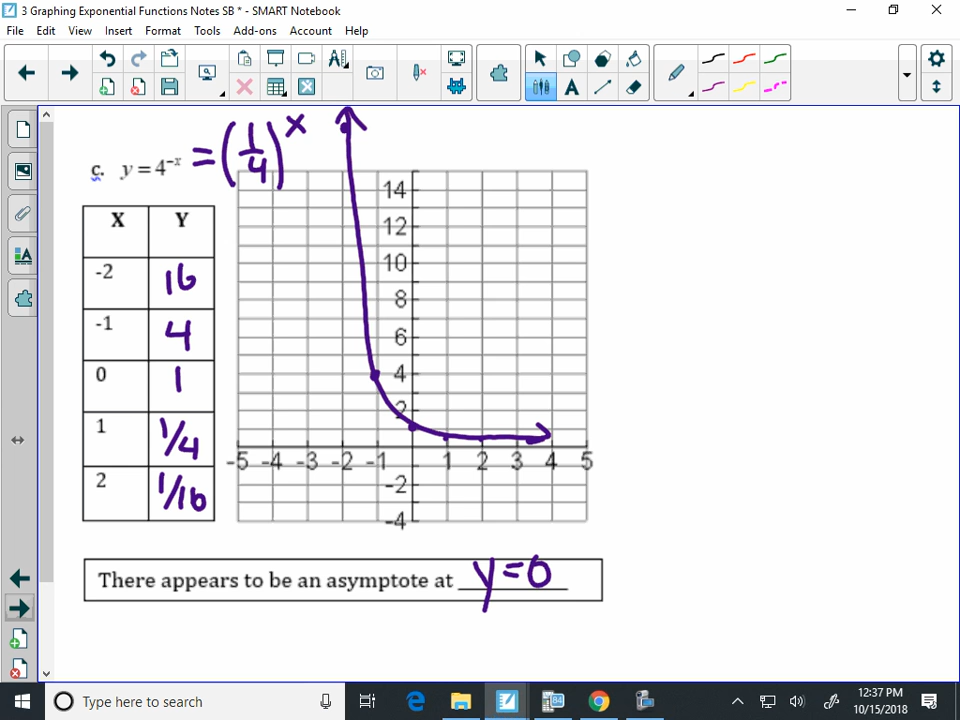 3 Graphing Exponential Functions Notes SB * - SMART Notebook
File Edit View Insert Format Tools Add-ons Account Help
c. y = 4^-x = (1/4)^x
X Y
-2 16
-1 4
0 1
1 1/4
2 1/16
14
12
10
8
6
4
2
-5 -4 -3 -2 -1 1 2 3 4 5
-2
-4
There appears to be an asymptote at y=0
Type here to search
12:37 PM
10/15/2018